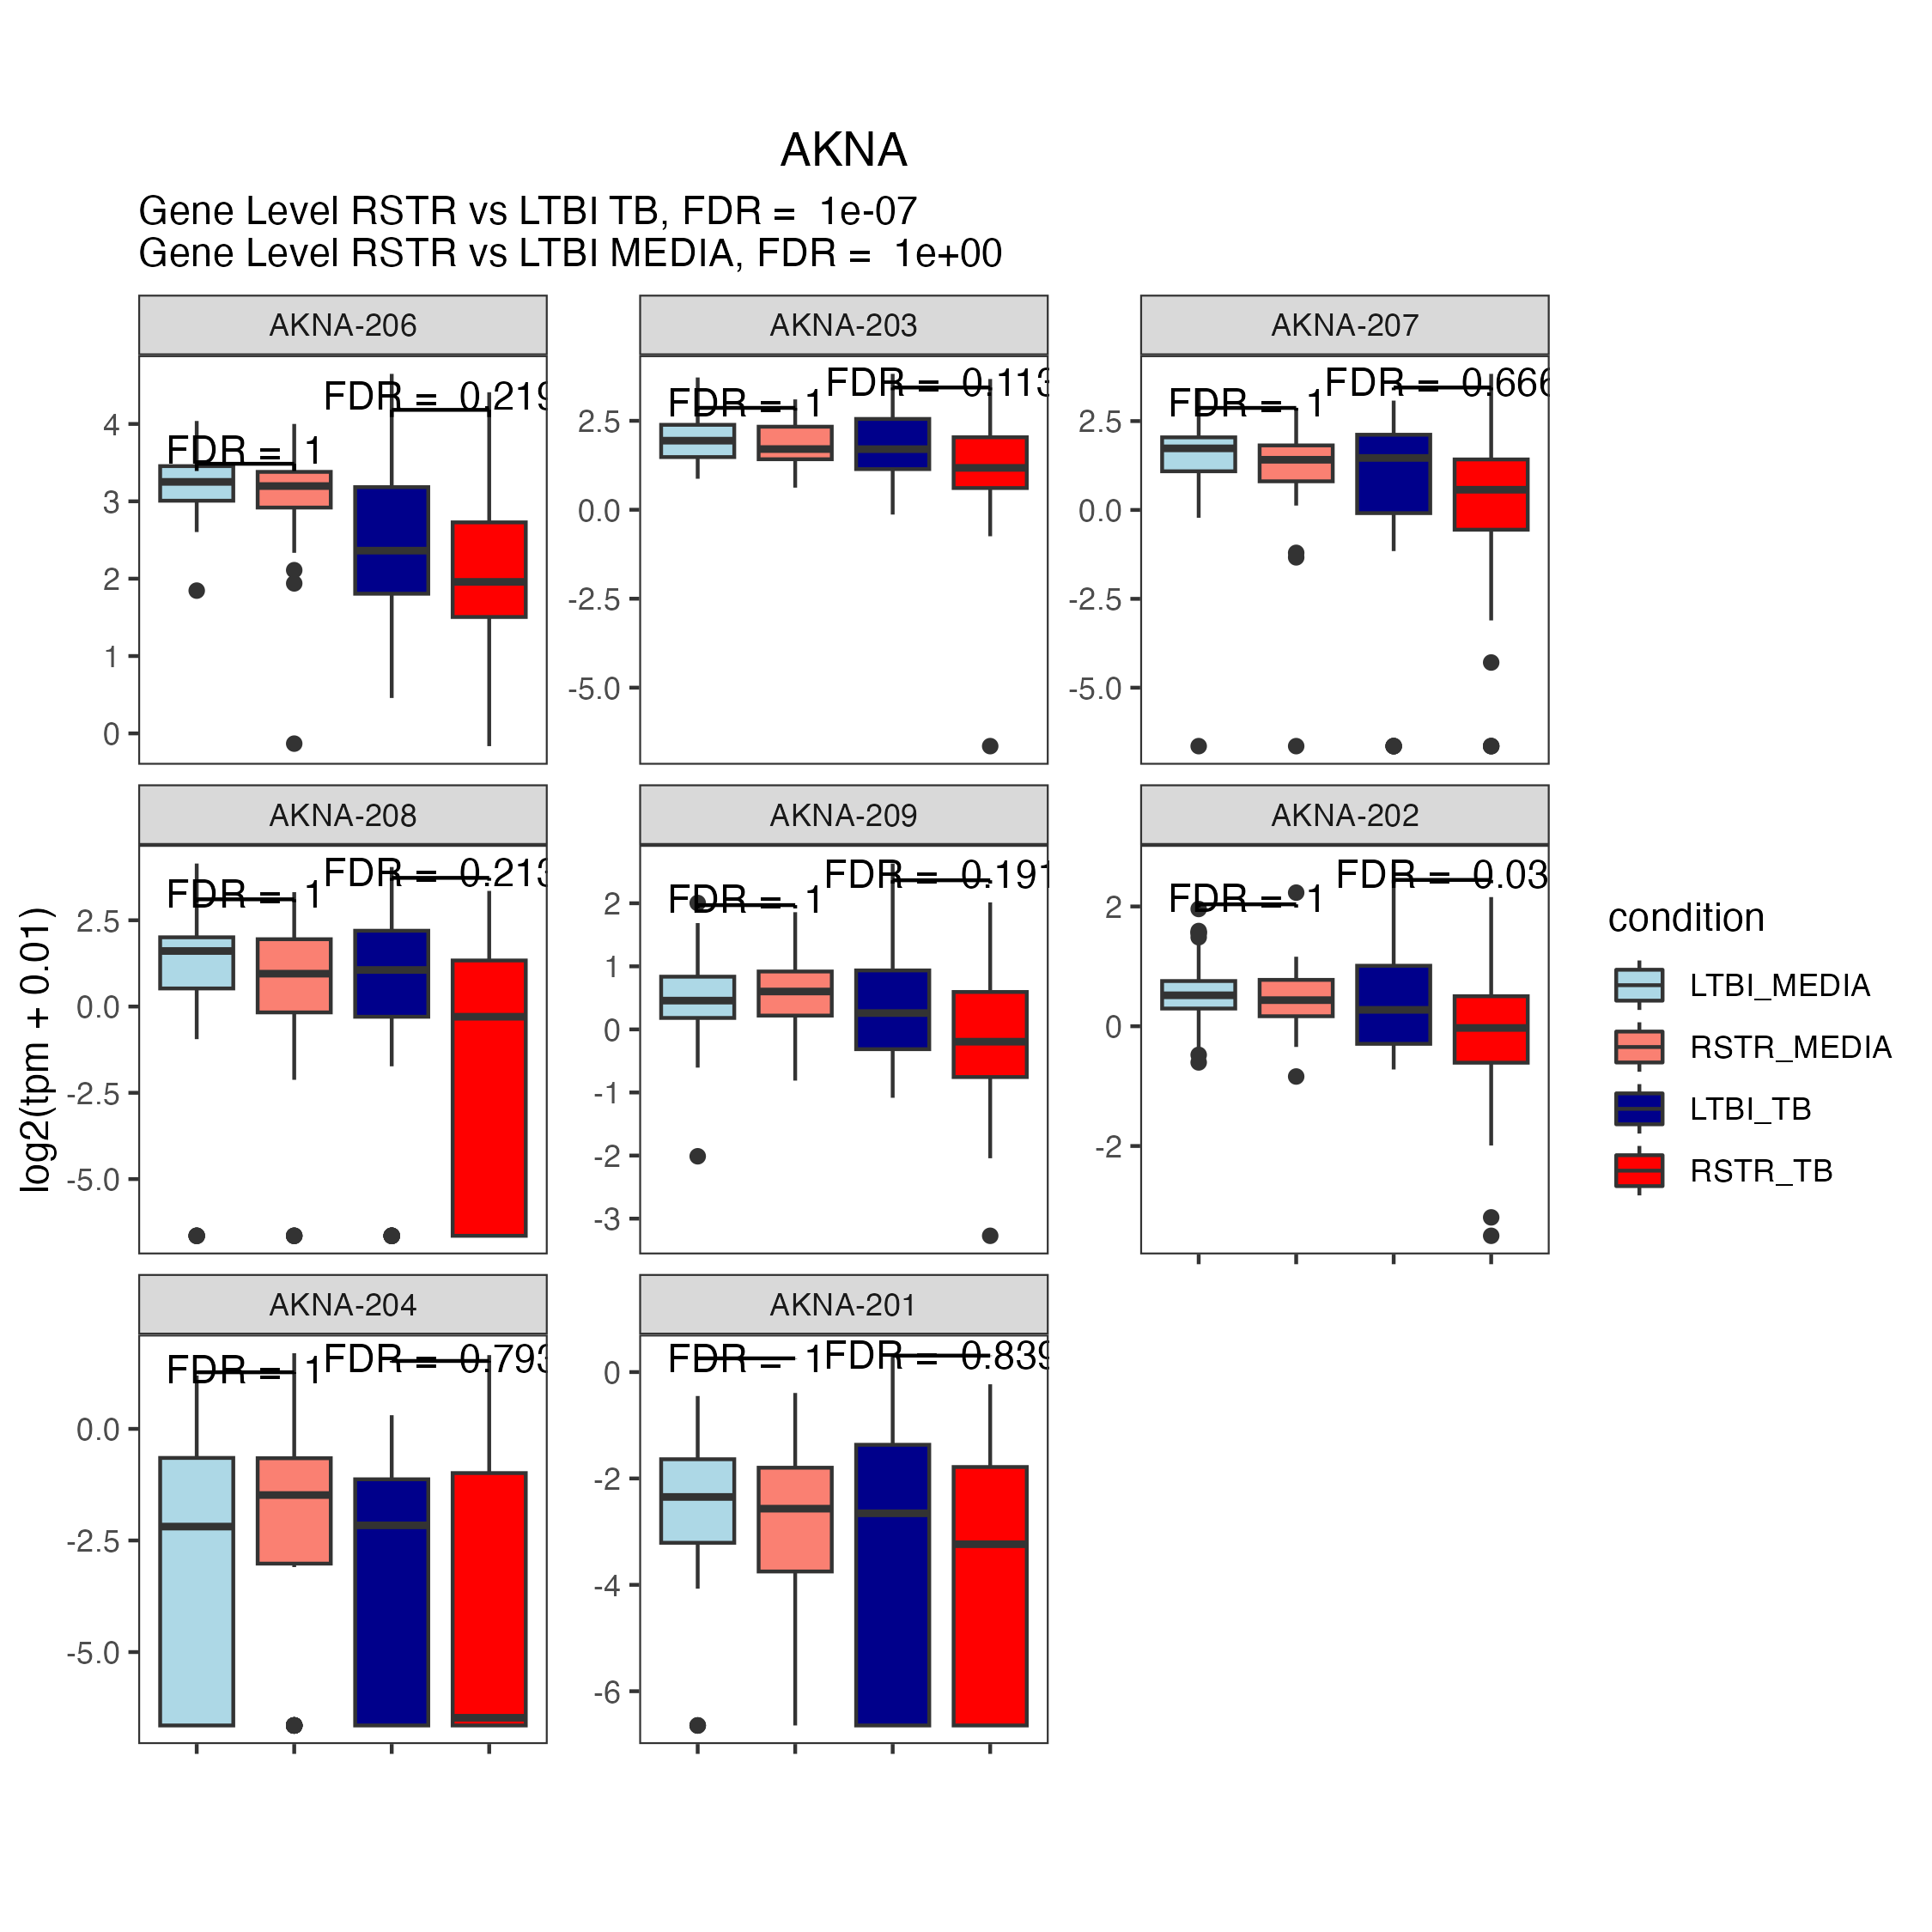 AKNA
Gene Level RSTR vs LTBI TB, FDR =  1e-07
Gene Level RSTR vs LTBI MEDIA, FDR =  1e+00
AKNA-206
AKNA-203
AKNA-207
FDR =  1
FDR =  0.219
4
3
2
1
0
FDR =  1
FDR =  0.113
2.5
0.0
-2.5
-5.0
FDR =  1
FDR =  0.666
2.5
0.0
-2.5
-5.0
AKNA-208
AKNA-209
AKNA-202
FDR =  1
FDR =  0.213
2.5
0.0
-2.5
-5.0
FDR =  1
FDR =  0.191
2
1
0
-1
-2
-3
FDR =  1
FDR =  0.03
2
0
-2
AKNA-204
AKNA-201
FDR =  1
FDR =  0.793
0.0
-2.5
-5.0
FDR =  1
FDR =  0.839
0
-2
-4
-6
log2(tpm + 0.01)
condition
LTBI_MEDIA
RSTR_MEDIA
LTBI_TB
RSTR_TB